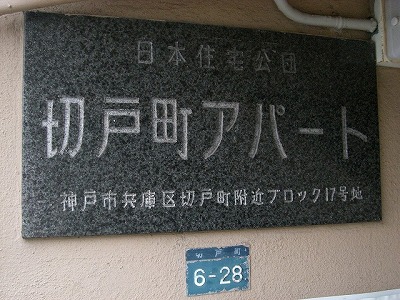 日本住宅公団
切戸町アパート
神戸市兵庫区切戸町附近ブロック17号地
切戸町
6-28